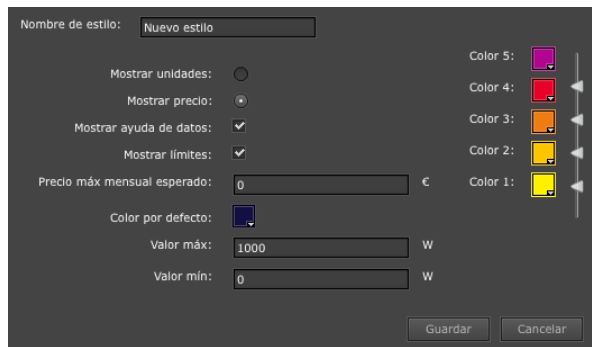 Nombre de estilo: Nuevo estilo
Color 5:
Mostrar unidades:
Color 4:
Mostrar precio:
Color 3:
Mostrar ayuda de datos:
Mostrar límites:
Color 2:
Precio máx mensual esperado: 0 €
Color 1:
Color por defecto:
Valor máx: 1000 W
Valor mín: 0 W
Guardar Cancelar